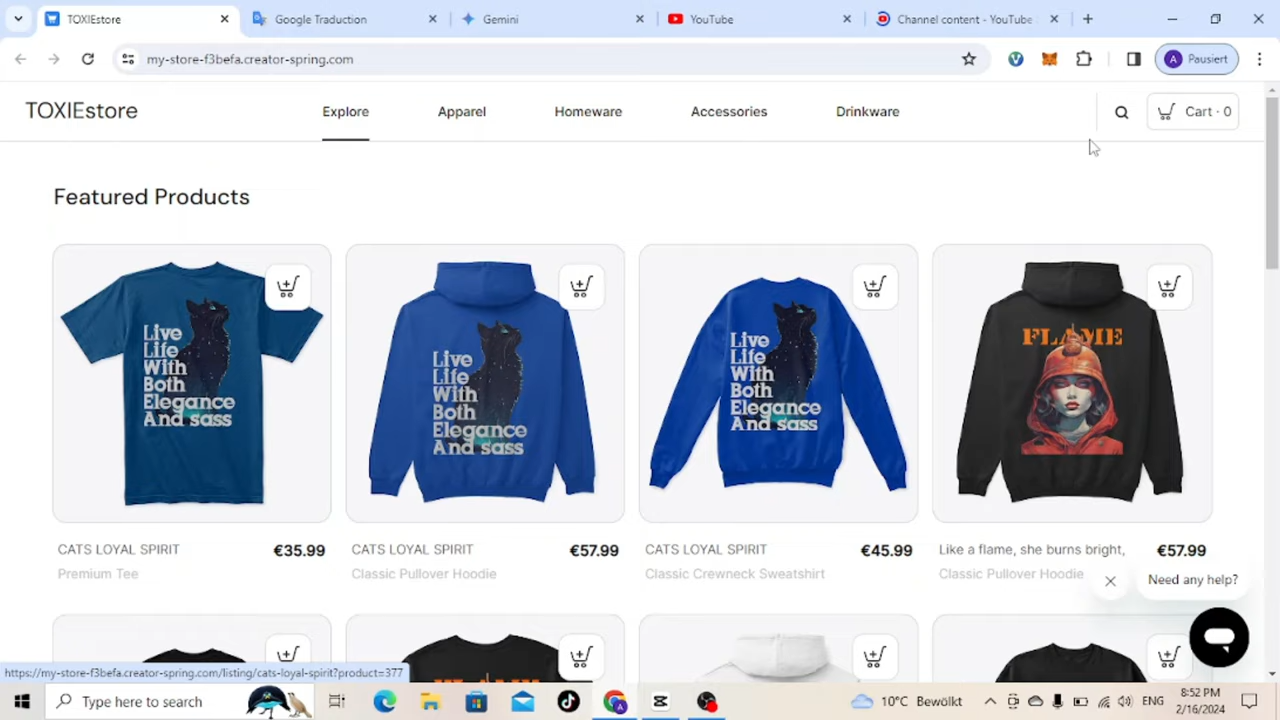 TOXIEstore
Google Traduction
Gemini
YouTube
Channel content - YouTube
my-store-f3befa.creator-spring.com
A Pausiert
TOXIEstore
Explore
Apparel
Homeware
Accessories
Drinkware
Cart · 0
Featured Products
Live
Life
With
Both
Elegance
And sass
Live
Life
With
Both
Elegance
And sass
Live
Life
With
Both
Elegance
And sass
FLAME
CATS LOYAL SPIRIT €35.99
Premium Tee
CATS LOYAL SPIRIT €57.99
Classic Pullover Hoodie
CATS LOYAL SPIRIT €45.99
Classic Crewneck Sweatshirt
Like a flame, she burns bright, €57.99
Classic Pullover Hoodie
Need any help?
https://my-store-f3befa.creator-spring.com/listing/cats-loyal-spirit?product=377
Type here to search
10°C Bewölkt
ENG
8:52 PM
2/16/2024